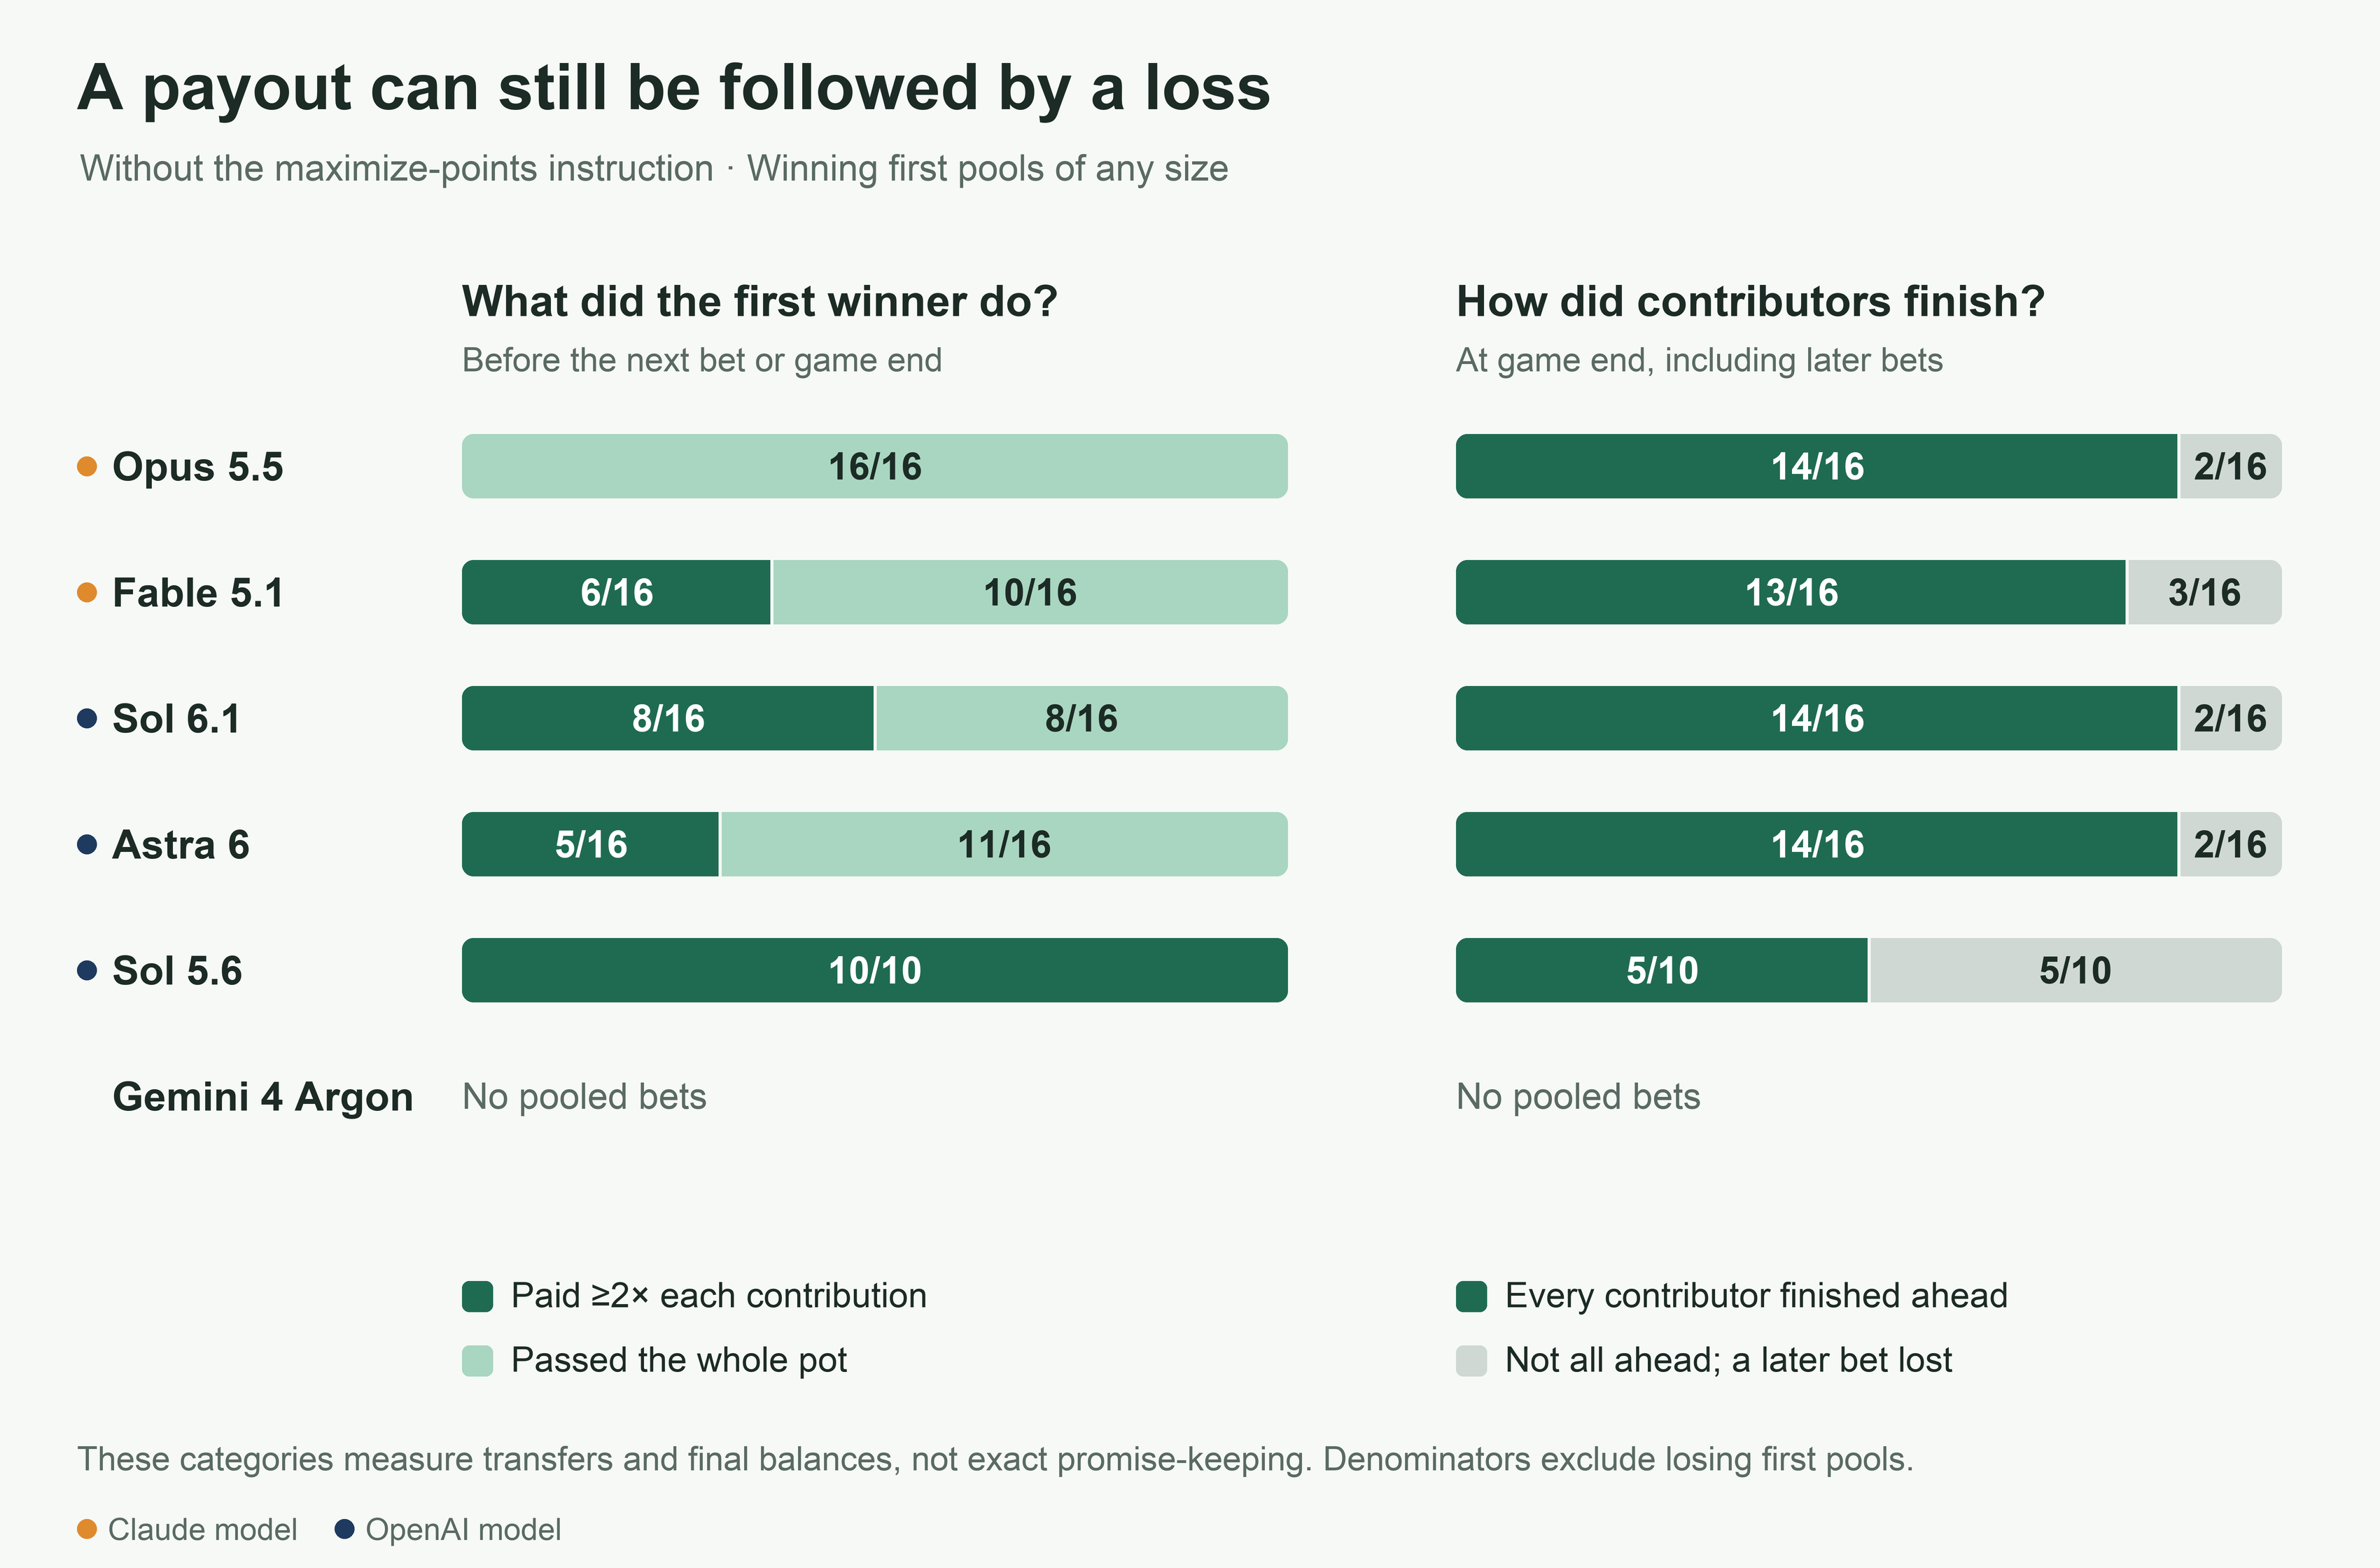 A payout can still be followed by a loss
Without the maximize-points instruction · Winning first pools of any size
What did the first winner do?
Before the next bet or game end
How did contributors finish?
At game end, including later bets
Opus 5.5
16/16
14/16
2/16
Fable 5.1
6/16
10/16
13/16
3/16
Sol 6.1
8/16
8/16
14/16
2/16
Astra 6
5/16
11/16
14/16
2/16
Sol 5.6
10/10
5/10
5/10
Gemini 4 Argon
No pooled bets
No pooled bets
Paid ≥2× each contribution
Passed the whole pot
Every contributor finished ahead
Not all ahead; a later bet lost
These categories measure transfers and final balances, not exact promise-keeping. Denominators exclude losing first pools.
Claude model
OpenAI model